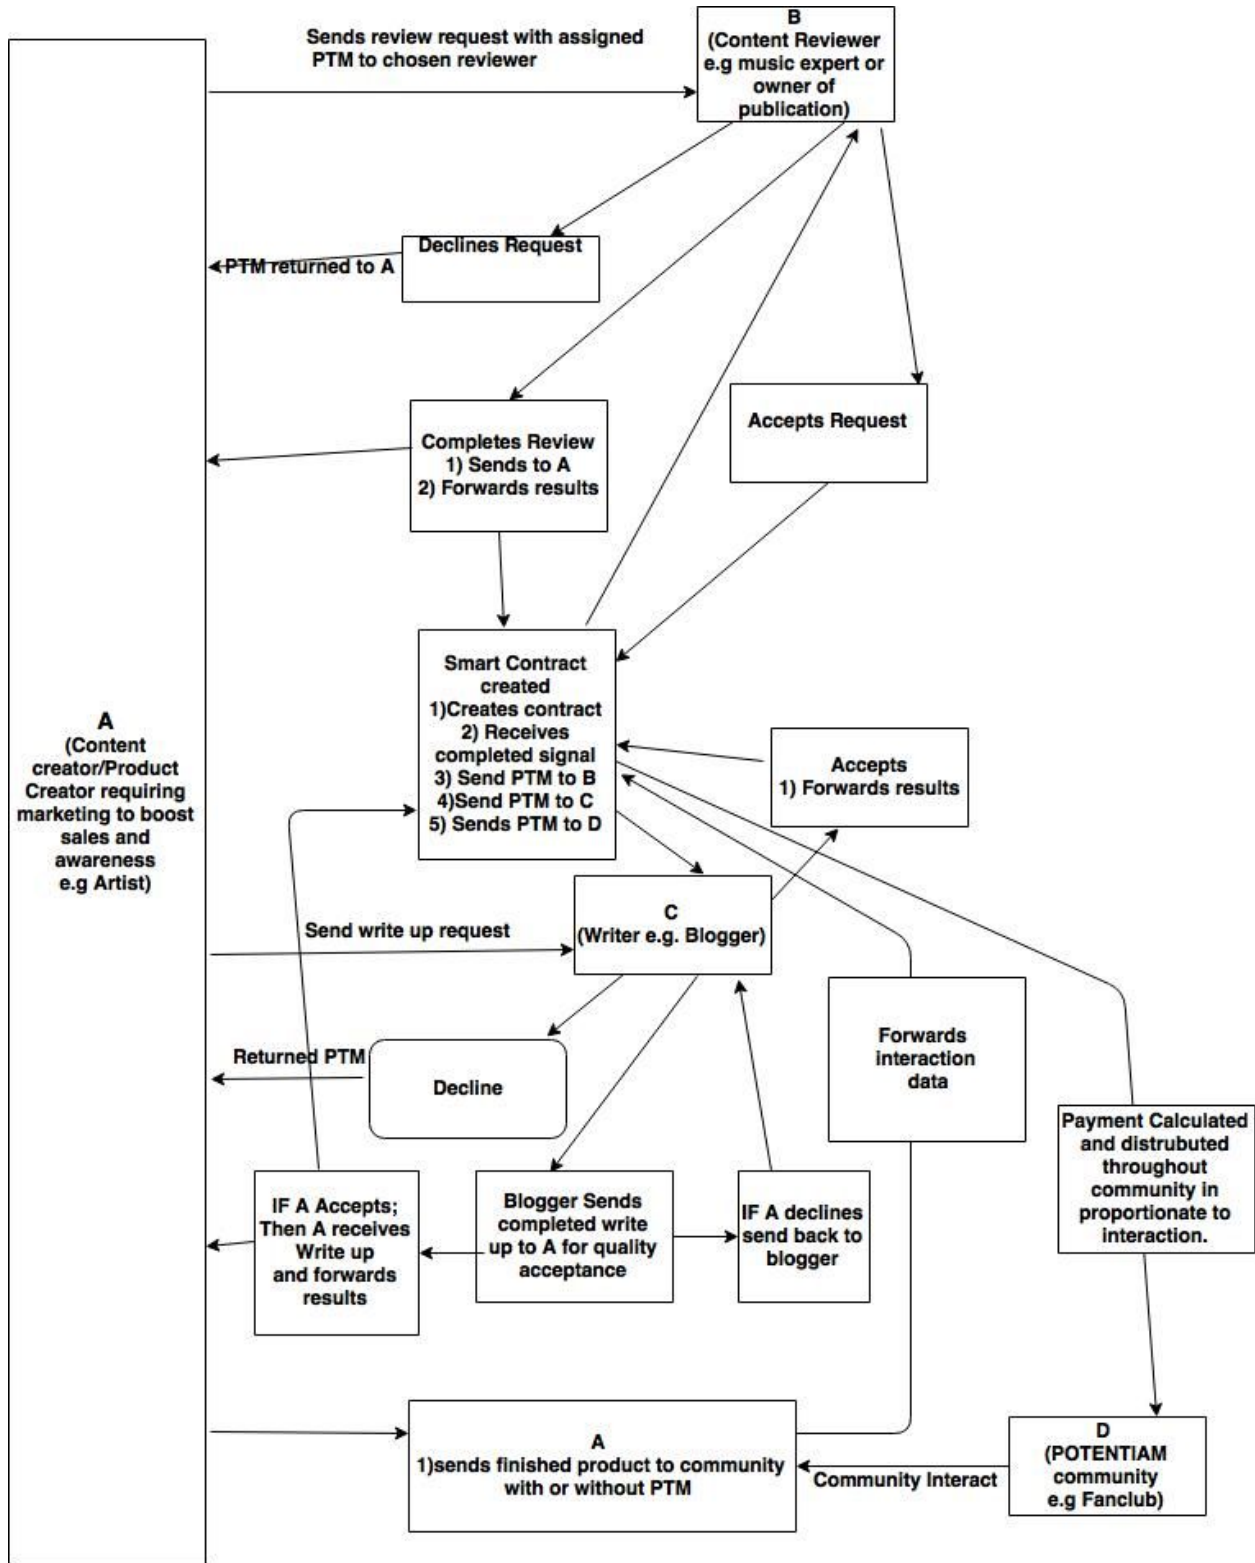 Sends review request with assigned
PTM to chosen reviewer
B
(Content Reviewer
e.g music expert or
owner of
publication)
Declines Request
PTM returned to A
Completes Review
1) Sends to A
2) Forwards results
Accepts Request
A
(Content
creator/Product
Creator requiring
marketing to boost
sales and
awareness
e.g Artist)
Smart Contract
created
1)Creates contract
2) Receives
completed signal
3) Send PTM to B
4)Send PTM to C
5) Sends PTM to D
Accepts
1) Forwards results
Send write up request
C
(Writer e.g. Blogger)
Returned PTM
Decline
Forwards
interaction
data
Payment Calculated
and distrubuted
throughout
community in
proportionate to
interaction.
IF A Accepts;
Then A receives
Write up
and forwards
results
Blogger Sends
completed write
up to A for quality
acceptance
IF A declines
send back to
blogger
A
1)sends finished product to community
with or without PTM
Community Interact
D
(POTENTIAM
community
e.g Fanclub)